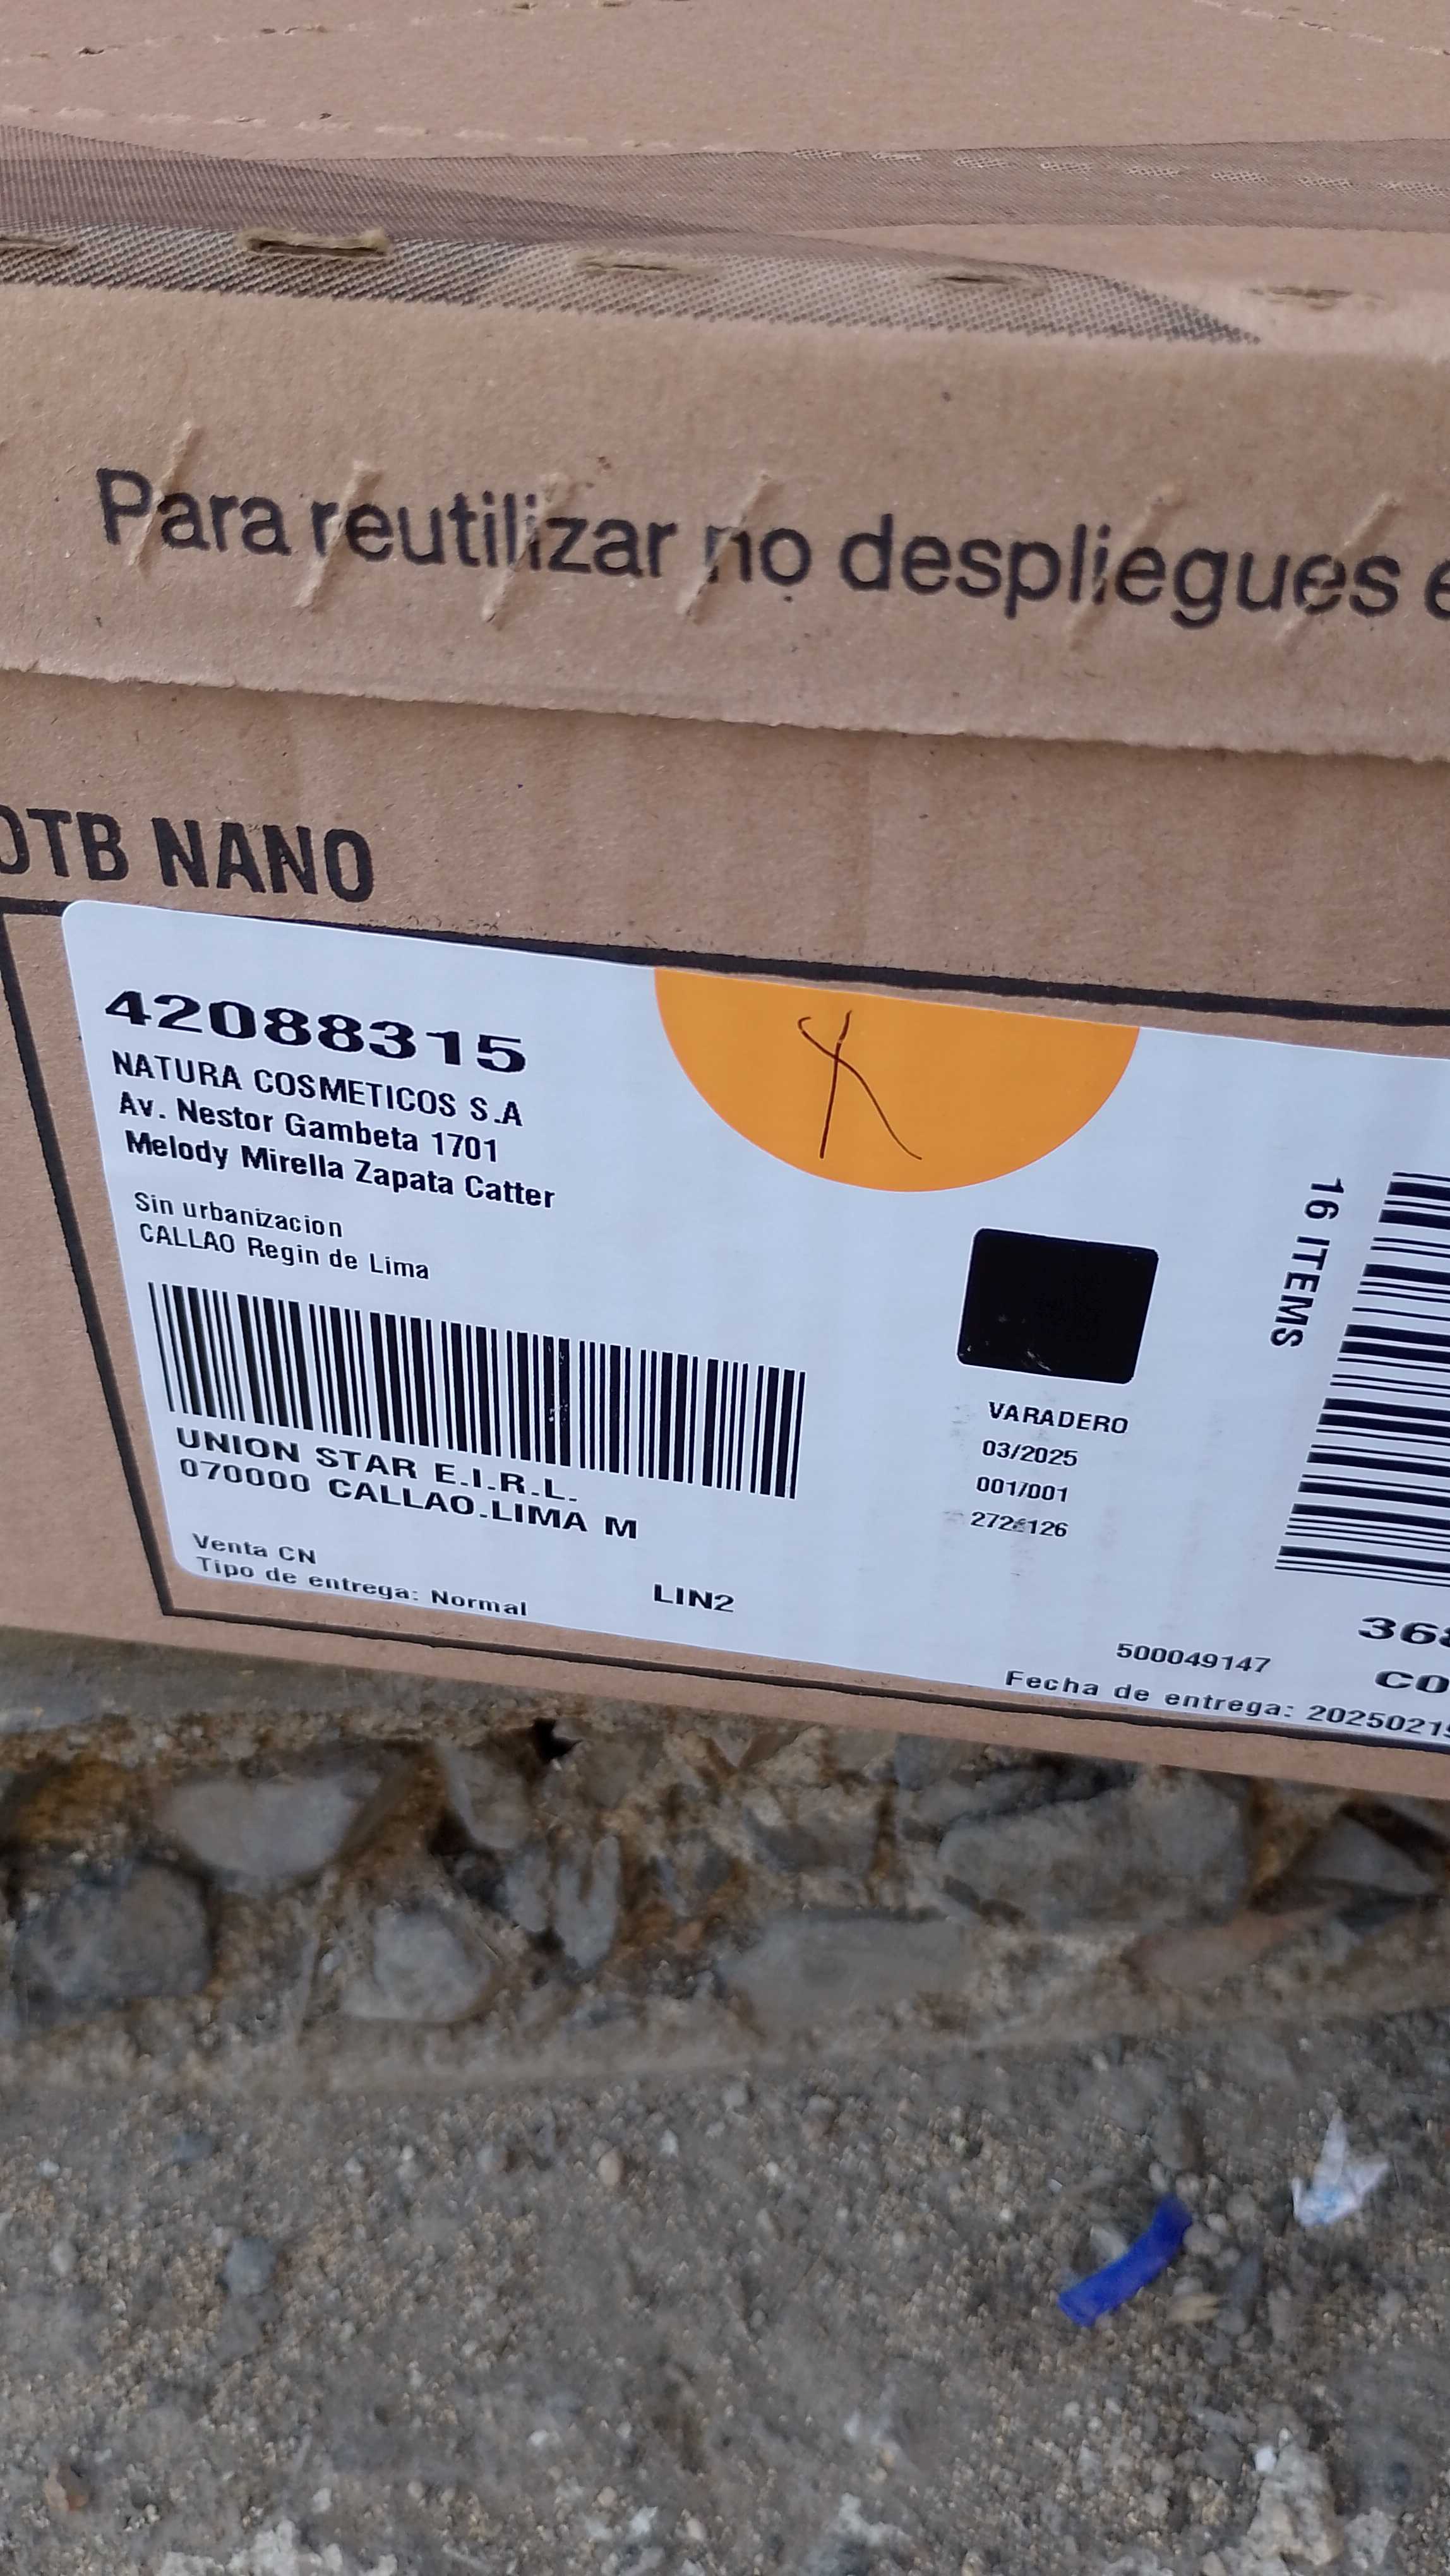 Para reutilizar no despliegues
OTB NANO
42088315
NATURA COSMETICOS S.A
Av. Nestor Gambeta 1701
Melody Mirella Zapata Catter
Sin urbanizacion
CALLAO Regin de Lima
UNION STAR E.I.R.L.
070000 CALLAO.LIMA M
Venta CN
Tipo de entrega: Normal
LIN2
VARADERO
03/2025
001/001
16 ITEMS
500049147
Fecha de entrega: 2025021
CO